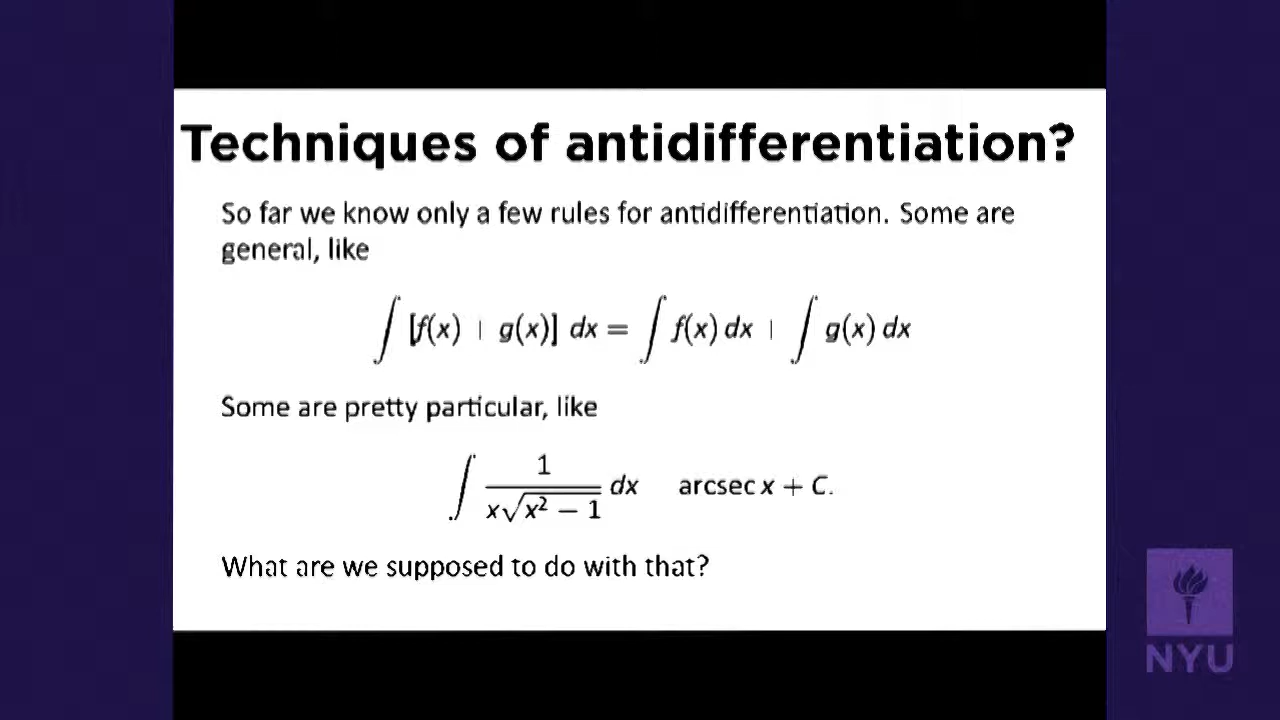 Techniques of antidifferentiation?
So far we know only a few rules for antidifferentiation. Some are
general, like
∫ [f(x) | g(x)] dx = ∫ f(x) dx | ∫ g(x) dx
Some are pretty particular, like
∫ 1/(x√(x² − 1)) dx arcsec x + C.
What are we supposed to do with that?
NYU